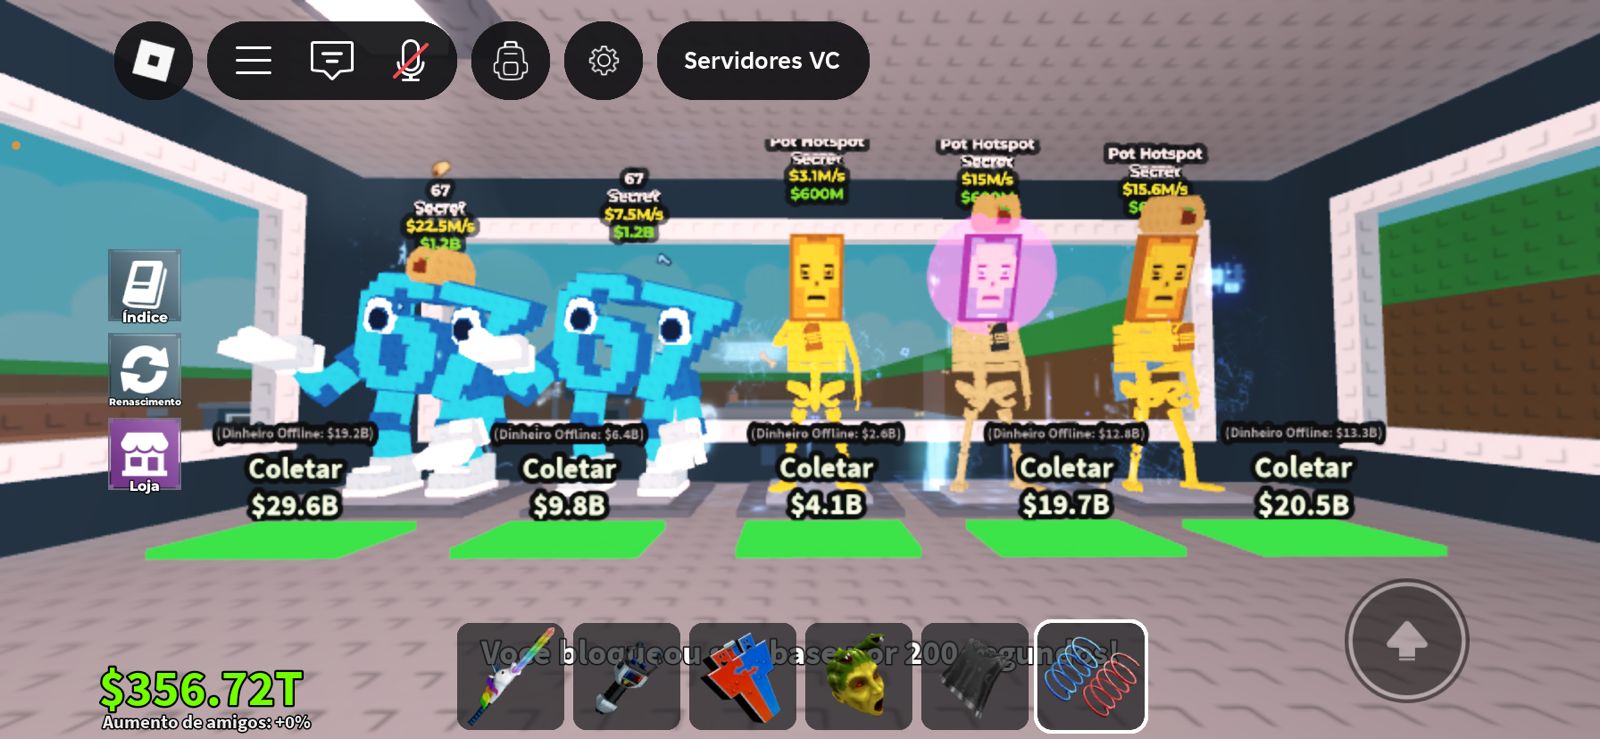 Servidores VC
67
Secret
$22.5M/s
$1.2B
67
Secret
$7.5M/s
$1.2B
Pot Hotspot
Secret
$3.1M/s
$600M
Pot Hotspot
Secret
$15M/s
Pot Hotspot
Secret
$15.6M/s
Índice
Renascimento
Loja
(Dinheiro Offline: $19.2B)
Coletar
$29.6B
(Dinheiro Offline: $6.4B)
Coletar
$9.8B
(Dinheiro Offline: $2.6B)
Coletar
$4.1B
(Dinheiro Offline: $12.8B)
Coletar
$19.7B
(Dinheiro Offline: $13.3B)
Coletar
$20.5B
Você bloqueou sua base por 200 segundos!
$356.72T
Aumento de amigos: +0%